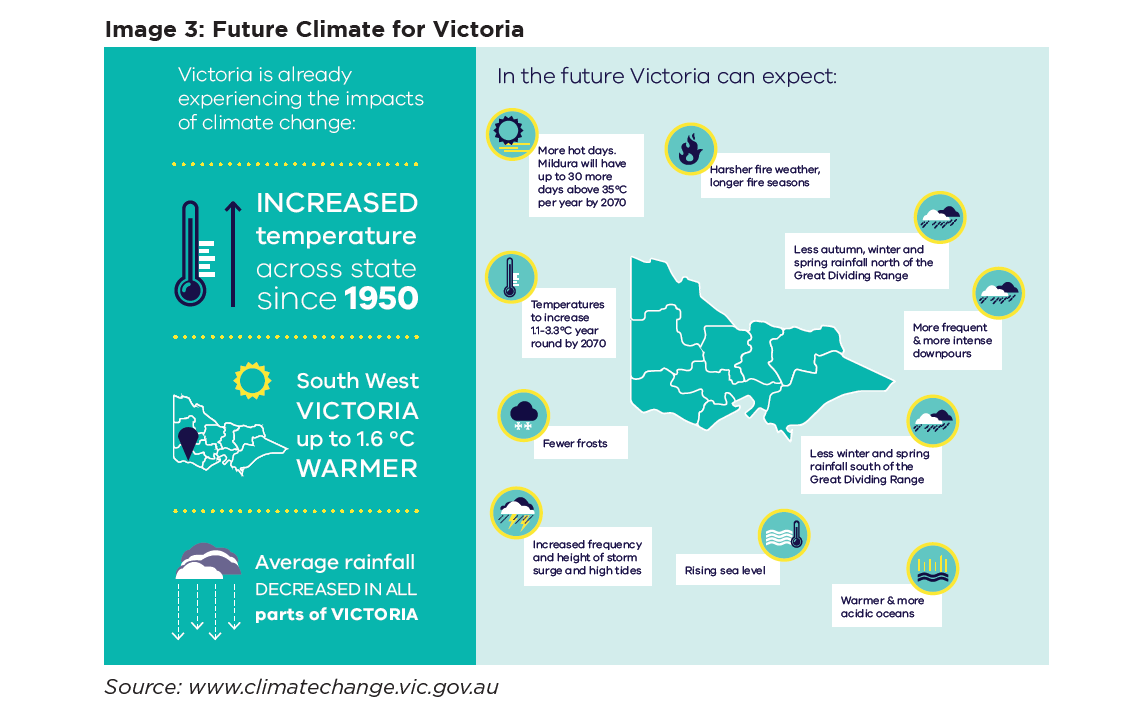 Image 3: Future Climate for Victoria
Victoria is already
experiencing the impacts
of climate change:
INCREASED
temperature
across state
since 1950
South West
VICTORIA
up to 1.6 °C
WARMER
Average rainfall
DECREASED IN ALL
parts of VICTORIA
In the future Victoria can expect:
More hot days.
Mildura will have
up to 30 more
days above 35°C
per year by 2070
Harsher fire weather,
longer fire seasons
Less autumn, winter and
spring rainfall north of the
Great Dividing Range
Temperatures
to increase
1.1-3.3°C year
round by 2070
More frequent
& more intense
downpours
Fewer frosts
Less winter and spring
rainfall south of the
Great Dividing Range
Increased frequency
and height of storm
surge and high tides
Rising sea level
Warmer & more
acidic oceans
Source: www.climatechange.vic.gov.au